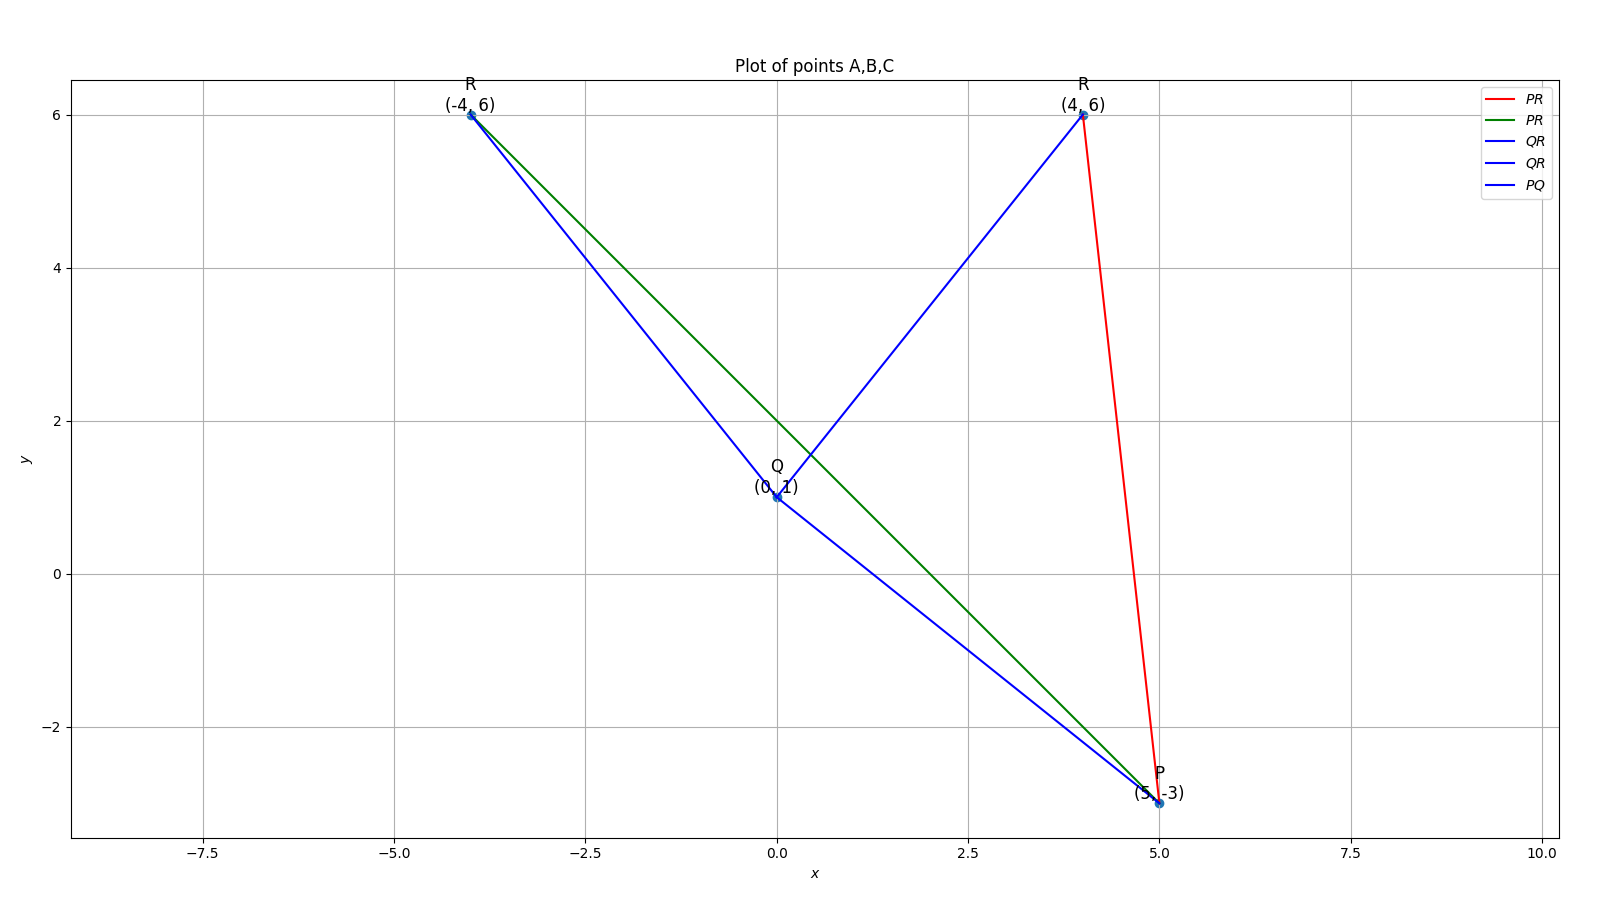 Plot of points A,B,C
R
(-4, 6)
R
(4, 6)
PR
PR
QR
QR
PQ
6
4
2
0
−2
y
Q
(0, 1)
P
(5, -3)
−7.5
−5.0
−2.5
0.0
2.5
5.0
7.5
10.0
x